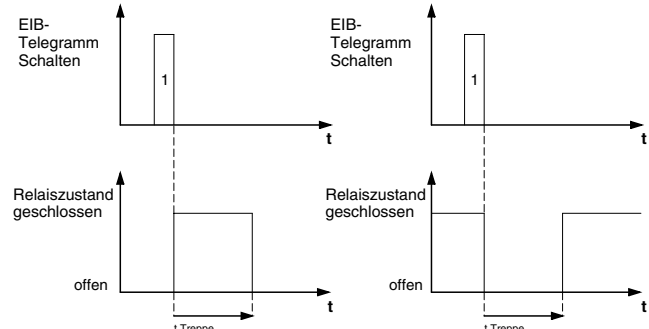 EIB-
Telegramm
Schalten
1
t
EIB-
Telegramm
Schalten
1
t
Relaiszustand
geschlossen
offen
t
t Treppe
Relaiszustand
geschlossen
offen
t
t Treppe